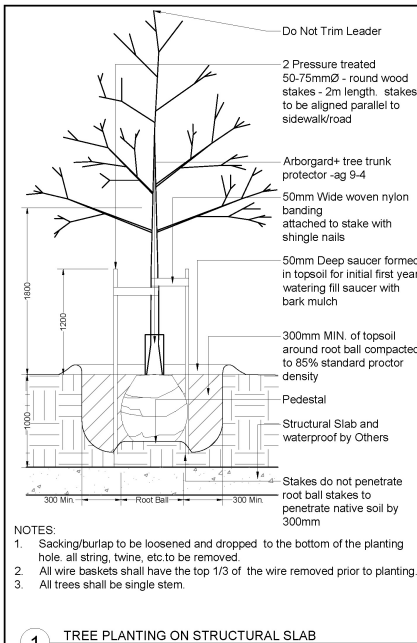 Do Not Trim Leader
2 Pressure treated
50-75mmØ - round wood
stakes - 2m length. stakes
to be aligned parallel to
sidewalk/road
Arborgard+ tree trunk
protector -ag 9-4
50mm Wide woven nylon
banding
attached to stake with
shingle nails
50mm Deep saucer formed
in topsoil for initial first year
watering fill saucer with
bark mulch
300mm MIN. of topsoil
around root ball compacted
to 85% standard proctor
density
Pedestal
Structural Slab and
waterproof by Others
Stakes do not penetrate
root ball stakes to
penetrate native soil by
300mm
1800
1200
1000
300 Min. Root Ball 300 Min.
NOTES:
1. Sacking/burlap to be loosened and dropped to the bottom of the planting
hole. all string, twine, etc.to be removed.
2. All wire baskets shall have the top 1/3 of the wire removed prior to planting.
3. All trees shall be single stem.
1 TREE PLANTING ON STRUCTURAL SLAB